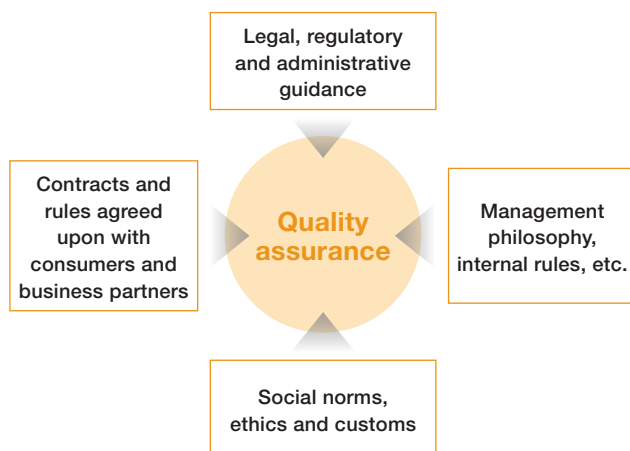 Legal, regulatory
and administrative
guidance
Contracts and
rules agreed
upon with
consumers and
business partners
Quality
assurance
Management
philosophy,
internal rules, etc.
Social norms,
ethics and customs